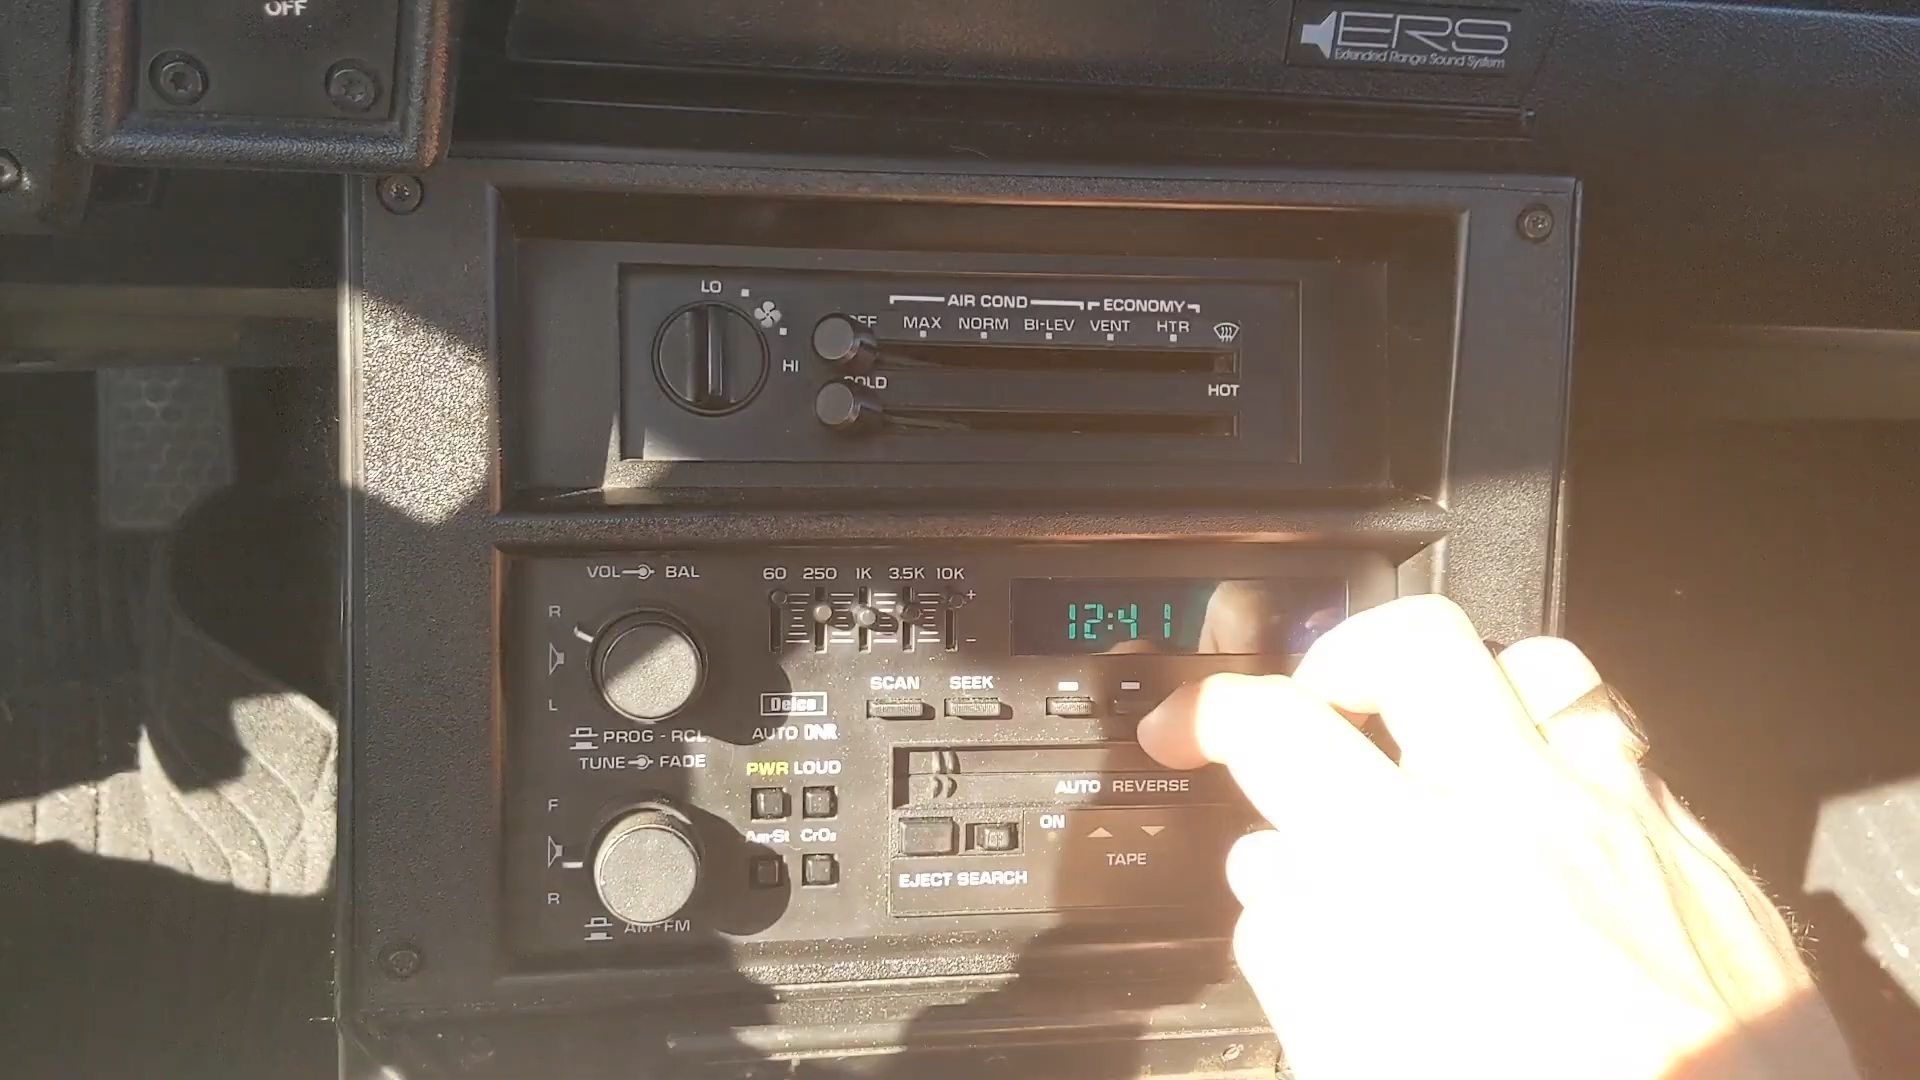 OFF
ERS
Extended Range Sound System
LO
HI
AIR COND
ECONOMY
MAX NORM BI-LEV VENT HTR
HOT
VOL BAL
60 250 1K 3.5K 10K
+
-
R
L
12:41
SCAN SEEK
Delco
AUTO DNR
PROG - RCL
TUNE FADE
PWR LOUD
F
R
Am-St CrO₂
AUTO REVERSE
ON
TAPE
EJECT SEARCH
AM-FM